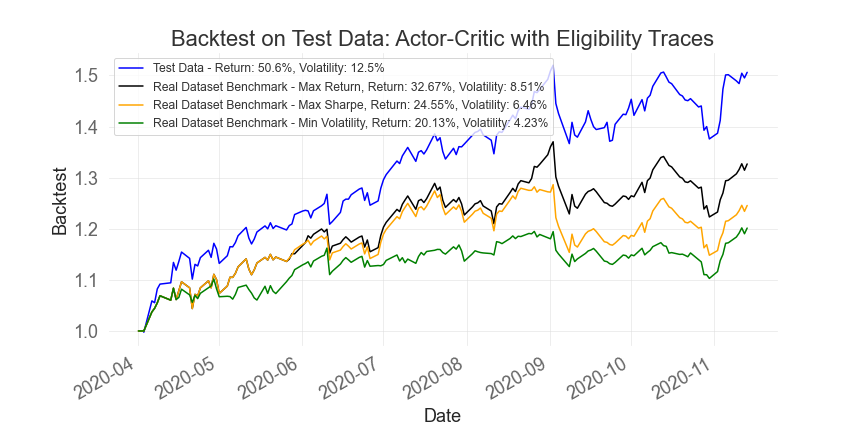 Backtest on Test Data: Actor-Critic with Eligibility Traces
Test Data - Return: 50.6%, Volatility: 12.5%
Real Dataset Benchmark - Max Return, Return: 32.67%, Volatility: 8.51%
Real Dataset Benchmark - Max Sharpe, Return: 24.55%, Volatility: 6.46%
Real Dataset Benchmark - Min Volatility, Return: 20.13%, Volatility: 4.23%
Backtest
1.5
1.4
1.3
1.2
1.1
1.0
2020-04
2020-05
2020-06
2020-07
2020-08
2020-09
2020-10
2020-11
Date